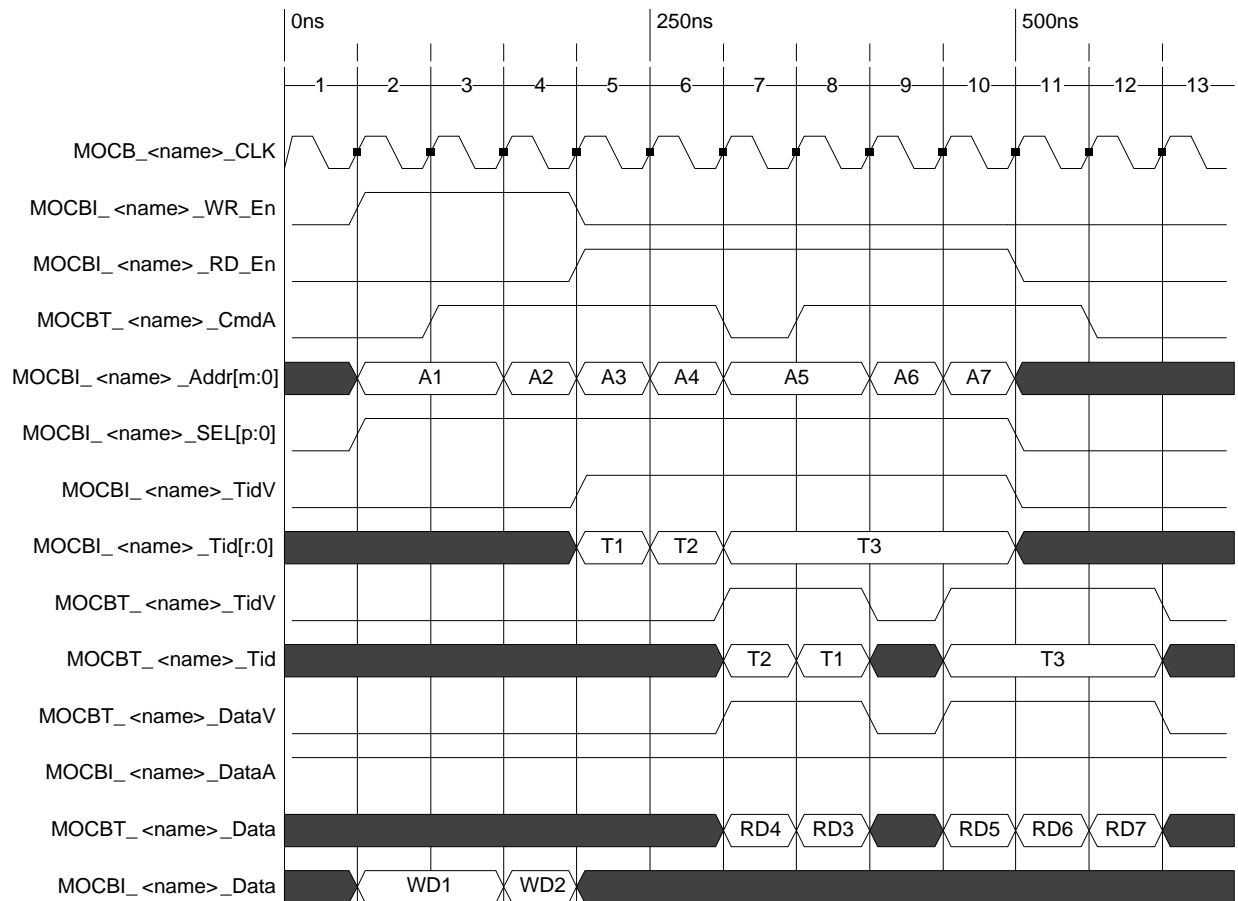 0ns 250ns 500ns
1 2 3 4 5 6 7 8 9 10 11 12 13
MOCB_<name>_CLK
MOCBI_ <name>_WR_En
MOCBI_ <name> _RD_En
MOCBT_ <name>_CmdA
MOCBI_ <name> _Addr[m:0] A1 A2 A3 A4 A5 A6 A7
MOCBI_ <name>_SEL[p:0]
MOCBI_ <name>_TidV
MOCBI_ <name>_Tid[r:0] T1 T2 T3
MOCBT_ <name>_TidV
MOCBT_ <name>_Tid T2 T1 T3
MOCBT_ <name>_DataV
MOCBI_ <name>_DataA
MOCBT_ <name>_Data RD4 RD3 RD5 RD6 RD7
MOCBI_ <name>_Data WD1 WD2